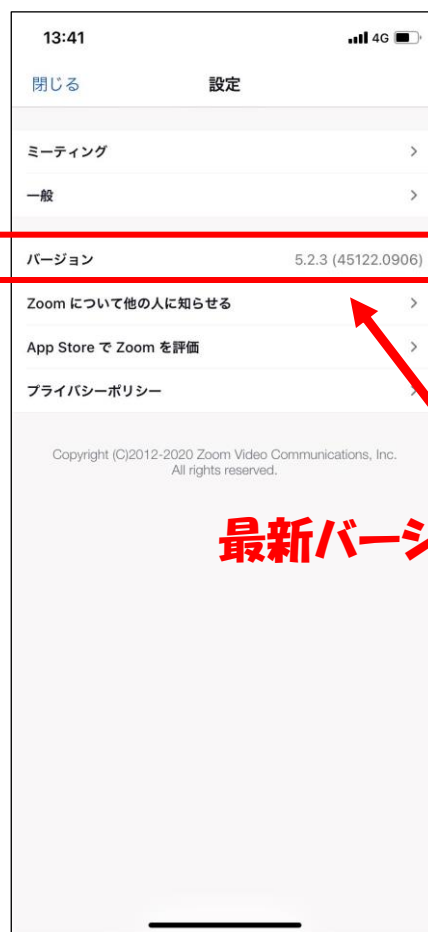 13:41
4G
閉じる
設定
ミーティング
一般
バージョン
5.2.3 (45122.0906)
Zoom について他の人に知らせる
App Store で Zoom を評価
プライバシーポリシー
Copyright (C)2012-2020 Zoom Video Communications, Inc.
All rights reserved.
最新バージ